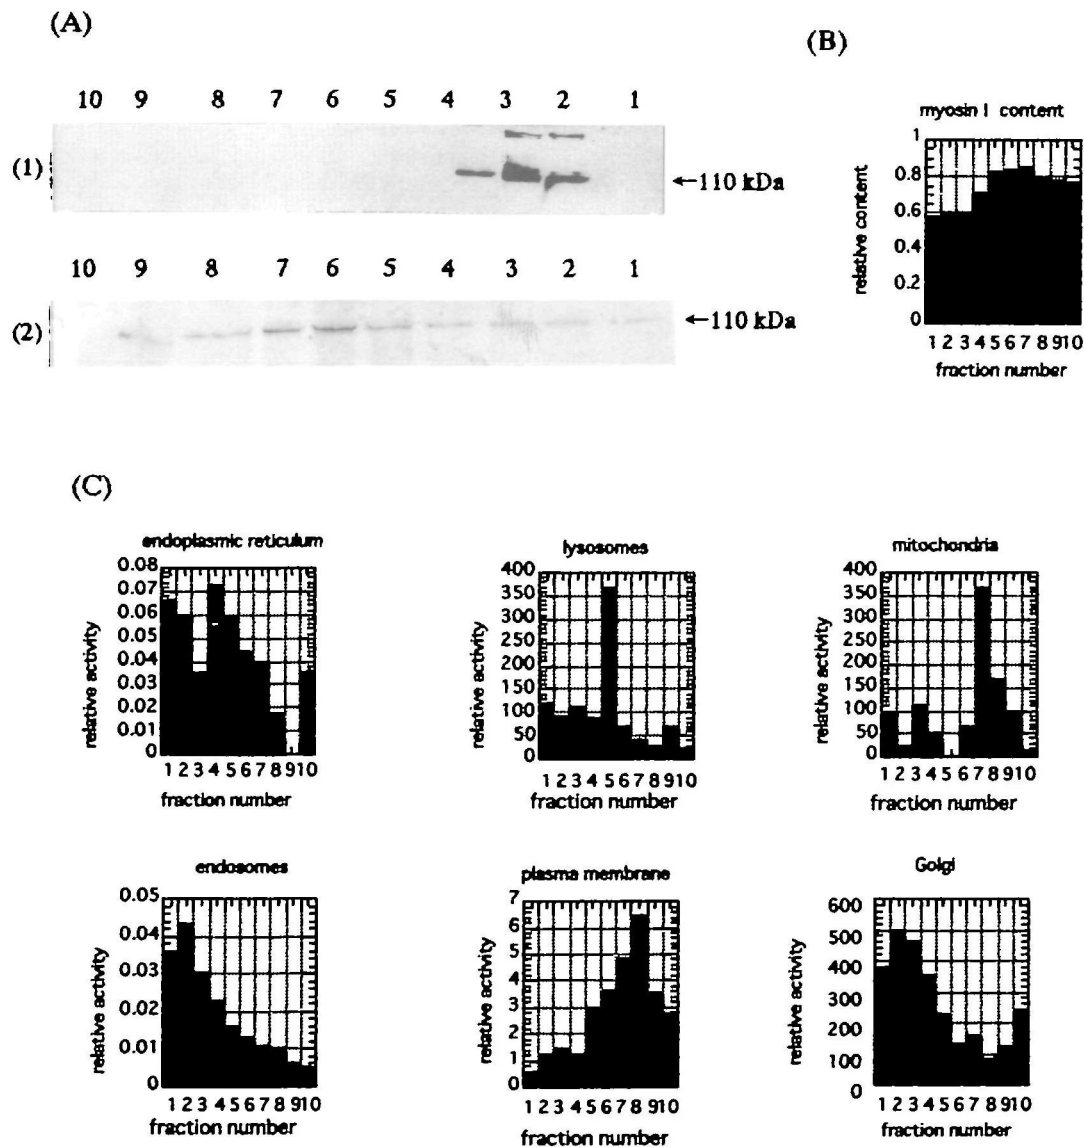 (A)
10 9 8 7 6 5 4 3 2 1
(1)
←110 kDa
10 9 8 7 6 5 4 3 2 1
(2)
←110 kDa
(B)
myosin I content
relative content
1
0.8
0.6
0.4
0.2
0
1 2 3 4 5 6 7 8 9 10
fraction number
(C)
endoplasmic reticulum
relative activity
0.08
0.07
0.06
0.05
0.04
0.03
0.02
0.01
0
1 2 3 4 5 6 7 8 9 10
fraction number
lysosomes
relative activity
400
350
300
250
200
150
100
50
0
1 2 3 4 5 6 7 8 9 10
fraction number
mitochondria
relative activity
400
350
300
250
200
150
100
50
0
1 2 3 4 5 6 7 8 9 10
fraction number
endosomes
relative activity
0.05
0.04
0.03
0.02
0.01
0
1 2 3 4 5 6 7 8 9 10
fraction number
plasma membrane
relative activity
7
6
5
4
3
2
1
0
1 2 3 4 5 6 7 8 9 10
fraction number
Golgi
relative activity
600
500
400
300
200
100
0
1 2 3 4 5 6 7 8 9 10
fraction number